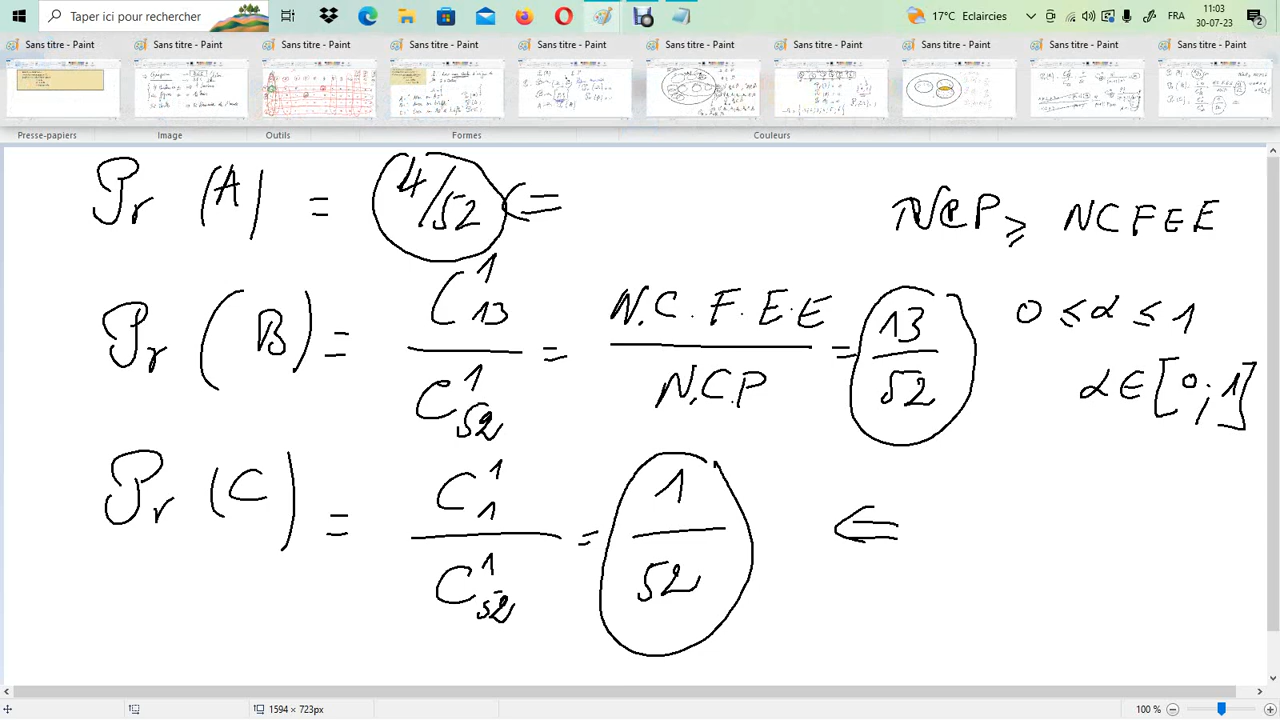 Taper ici pour rechercher
17°C Eclaircies
FRA
11:03
30-07-23
2
Sans titre - Paint Sans titre - Paint Sans titre - Paint Sans titre - Paint Sans titre - Paint Sans titre - Paint Sans titre - Paint Sans titre - Paint Sans titre - Paint Sans titre - Paint
Presse-papiers Image Outils Formes Couleurs
Pr (A) = 4/52 <=
NCP ≥ NCFEE
Pr (B) = C^1_13 / C^1_52 = N.C.F.E.E / N.C.P = 13/52
0 ≤ α ≤ 1
α ∈ [0;1]
Pr (C) = C^1_1 / C^1_52 = 1/52 <=
1594 × 723px
100 %